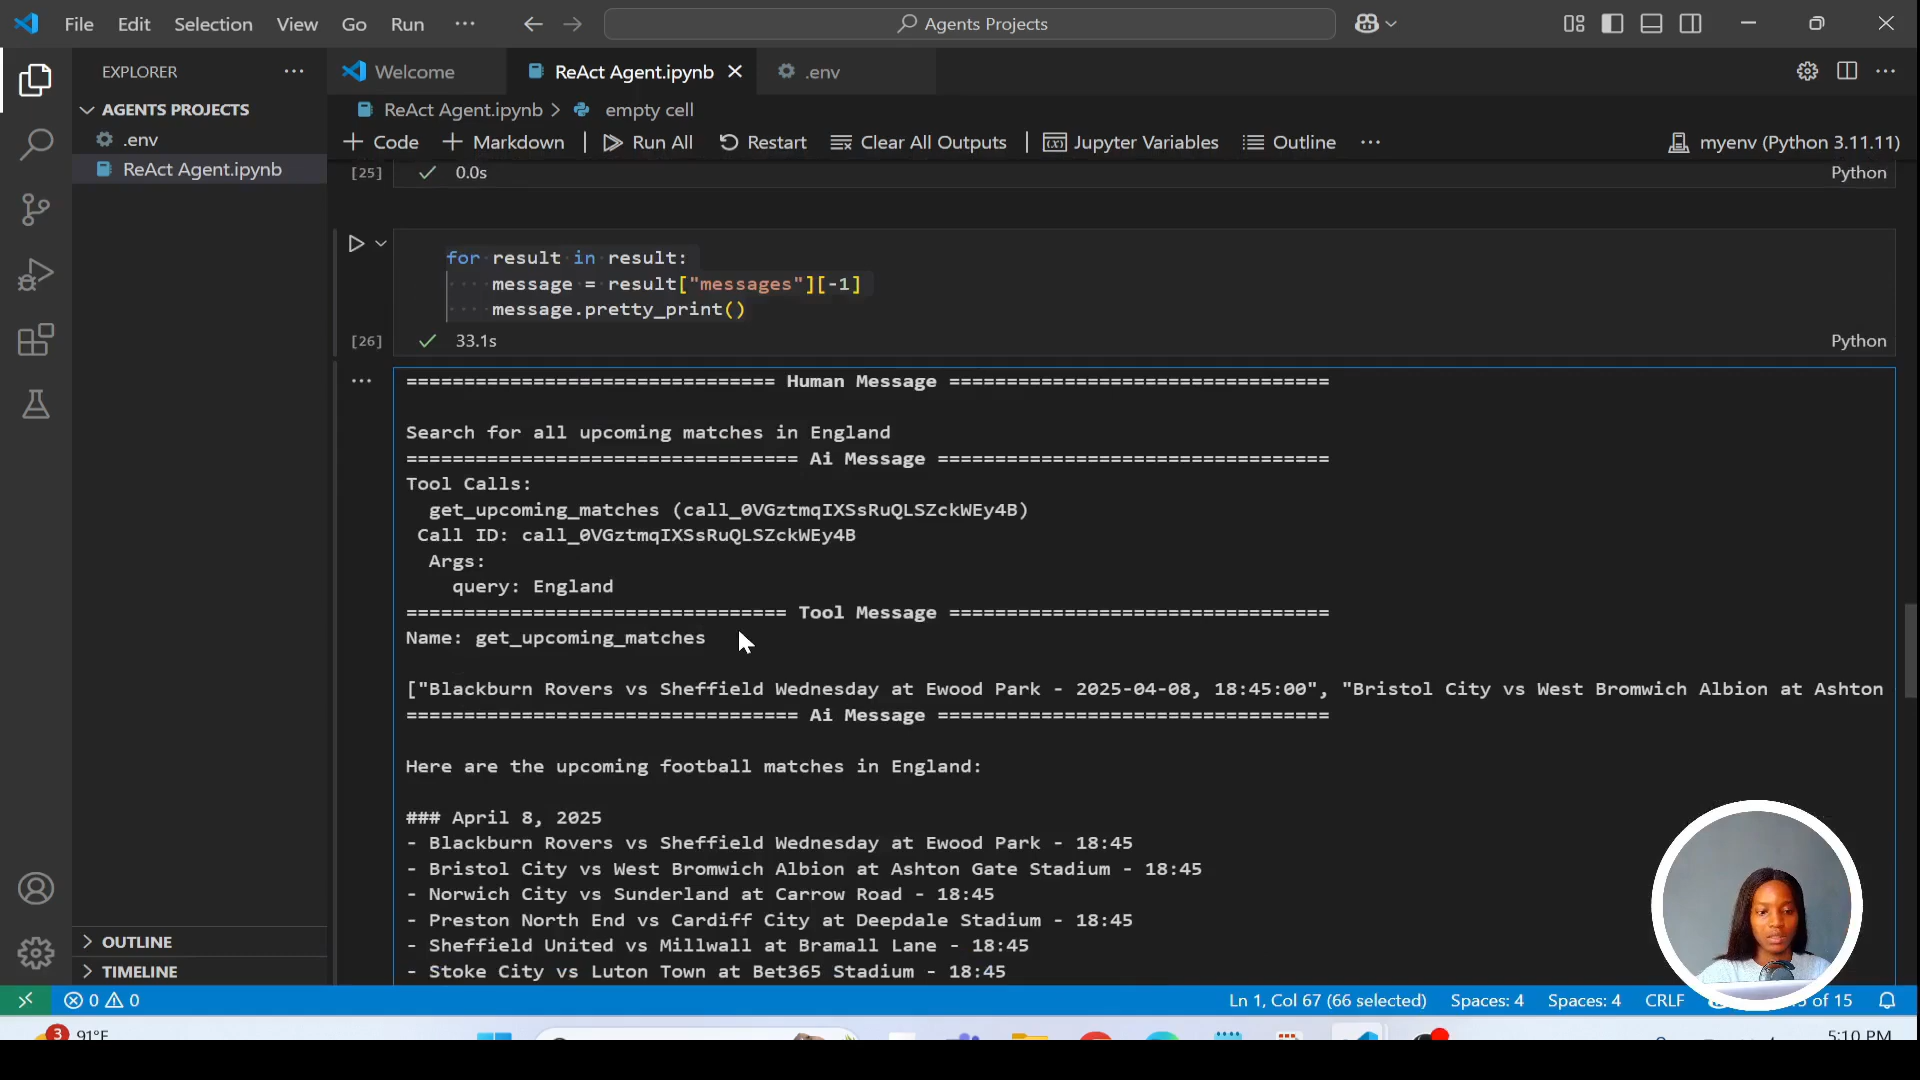 File Edit Selection View Go Run ···
Agents Projects
EXPLORER ···
AGENTS PROJECTS
.env
ReAct Agent.ipynb
OUTLINE
TIMELINE
Welcome
ReAct Agent.ipynb
.env
ReAct Agent.ipynb > empty cell
+ Code + Markdown | Run All Restart Clear All Outputs | Jupyter Variables Outline ···
myenv (Python 3.11.11)
[25] ✓ 0.0s Python
for result in result:
    message = result["messages"][-1]
    message.pretty_print()
[26] ✓ 33.1s Python
================================ Human Message =================================
Search for all upcoming matches in England
================================== Ai Message ==================================
Tool Calls:
  get_upcoming_matches (call_0VGztmqIXSsRuQLSZckWEy4B)
 Call ID: call_0VGztmqIXSsRuQLSZckWEy4B
  Args:
    query: England
================================= Tool Message =================================
Name: get_upcoming_matches
["Blackburn Rovers vs Sheffield Wednesday at Ewood Park - 2025-04-08, 18:45:00", "Bristol City vs West Bromwich Albion at Ashton
================================== Ai Message ==================================
Here are the upcoming football matches in England:
### April 8, 2025
- Blackburn Rovers vs Sheffield Wednesday at Ewood Park - 18:45
- Bristol City vs West Bromwich Albion at Ashton Gate Stadium - 18:45
- Norwich City vs Sunderland at Carrow Road - 18:45
- Preston North End vs Cardiff City at Deepdale Stadium - 18:45
- Sheffield United vs Millwall at Bramall Lane - 18:45
- Stoke City vs Luton Town at Bet365 Stadium - 18:45
0 0
Ln 1, Col 67 (66 selected) Spaces: 4 Spaces: 4 CRLF of 15
3 91°F
5:10 PM